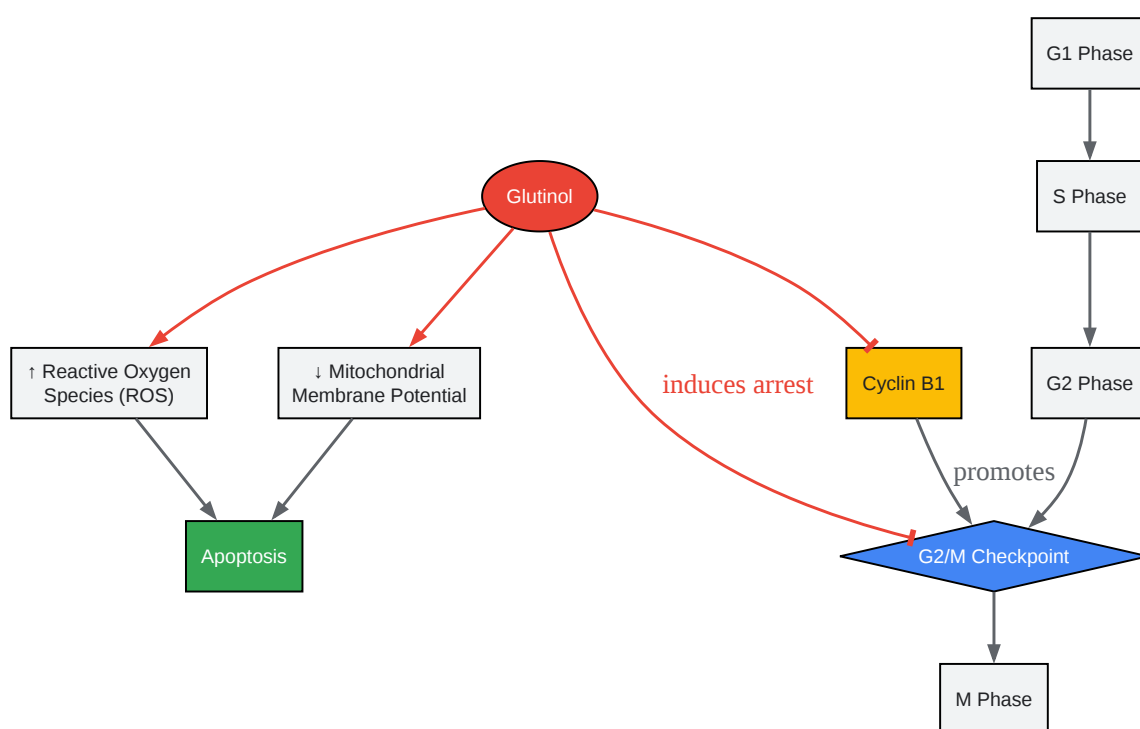 G1 Phase
Glutinol
S Phase
↑ Reactive Oxygen
Species (ROS)
↓ Mitochondrial
Membrane Potential
induces arrest
Cyclin B1
G2 Phase
promotes
Apoptosis
G2/M Checkpoint
M Phase